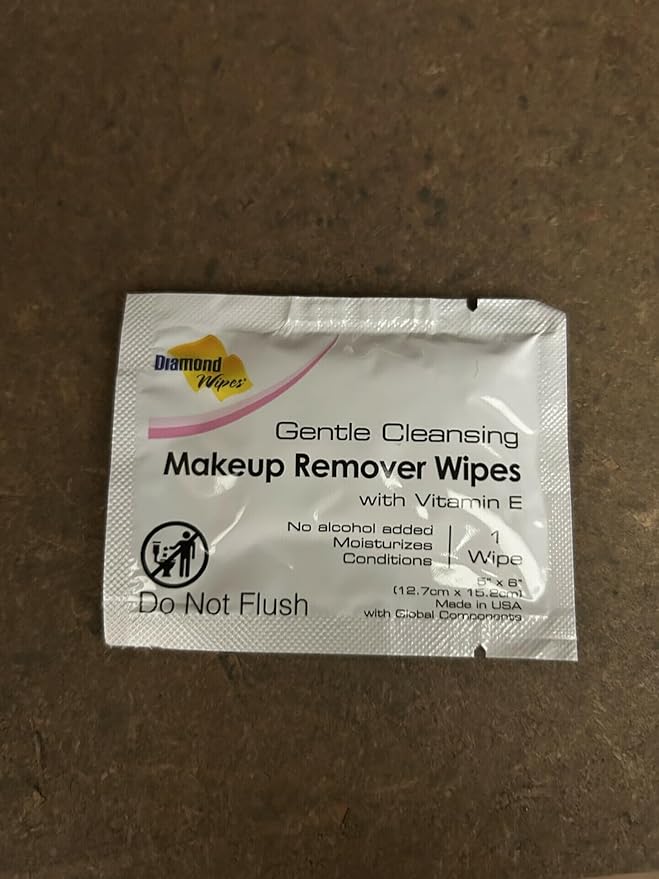 Diamond
Wipes®
Gentle Cleansing
Makeup Remover Wipes
with Vitamin E
No alcohol added
Moisturizes
Conditions
1
Wipe
5" x 6"
(12.7cm x 15.2cm)
Made in USA
with Global Components
Do Not Flush